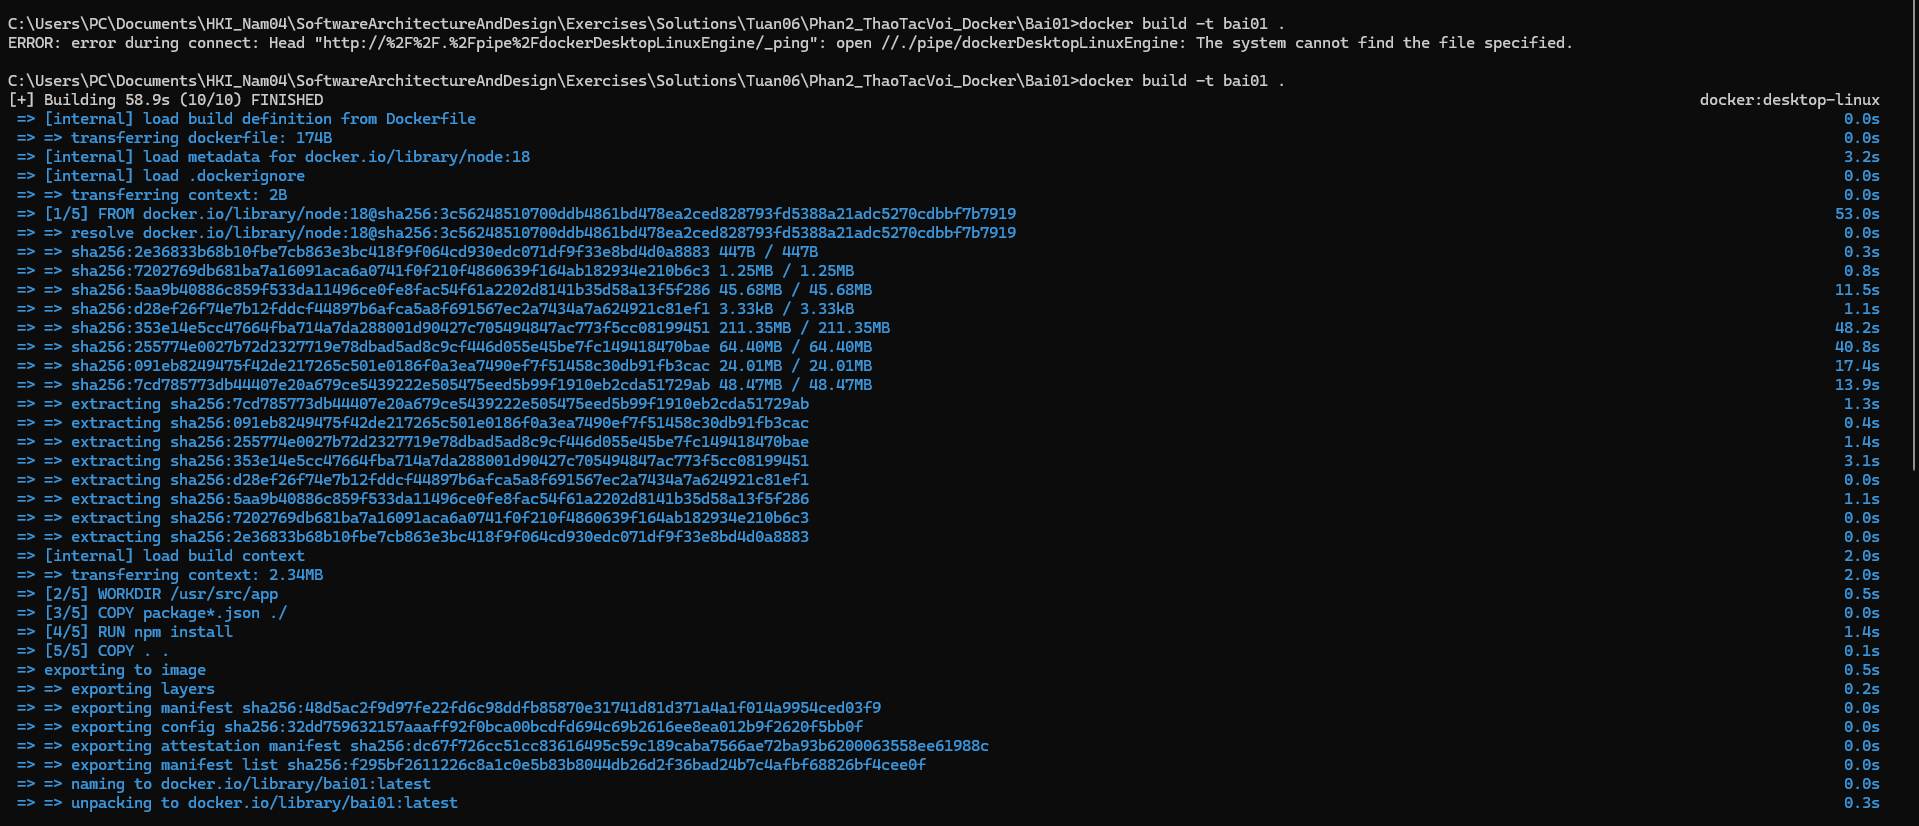 C:\Users\PC\Documents\HKI_Nam04\SoftwareArchitectureAndDesign\Exercises\Solutions\Tuan06\Phan2_ThaoTacVoi_Docker\Bai01>docker build -t bai01 .
ERROR: error during connect: Head "http://%2F%2F.%2Fpipe%2FdockerDesktopLinuxEngine/_ping": open //./pipe/dockerDesktopLinuxEngine: The system cannot find the file specified.
C:\Users\PC\Documents\HKI_Nam04\SoftwareArchitectureAndDesign\Exercises\Solutions\Tuan06\Phan2_ThaoTacVoi_Docker\Bai01>docker build -t bai01 .
[+] Building 58.9s (10/10) FINISHED docker:desktop-linux
=> [internal] load build definition from Dockerfile 0.0s
=> => transferring dockerfile: 174B 0.0s
=> [internal] load metadata for docker.io/library/node:18 3.2s
=> [internal] load .dockerignore 0.0s
=> => transferring context: 2B 0.0s
=> [1/5] FROM docker.io/library/node:18@sha256:3c56248510700ddb4861bd478ea2ced828793fd5388a21adc5270cdbbf7b7919 53.0s
=> => resolve docker.io/library/node:18@sha256:3c56248510700ddb4861bd478ea2ced828793fd5388a21adc5270cdbbf7b7919 0.0s
=> => sha256:2e36833b68b10fbe7cb863e3bc418f9f064cd930edc071df9f33e8bd4d0a8883 447B / 447B 0.3s
=> => sha256:7202769db681ba7a16091aca6a0741f0f210f4860639f164ab182934e210b6c3 1.25MB / 1.25MB 0.8s
=> => sha256:5aa9b40886c859f533da11496ce0fe8fac54f61a2202d8141b35d58a13f5f286 45.68MB / 45.68MB 11.5s
=> => sha256:d28ef26f74e7b12fddcf44897b6afca5a8f691567ec2a7434a7a624921c81ef1 3.33kB / 3.33kB 1.1s
=> => sha256:353e14e5cc47664fba714a7da288001d90427c705494847ac773f5cc08199451 211.35MB / 211.35MB 48.2s
=> => sha256:255774e0027b72d2327719e78dbad5ad8c9cf446d055e45be7fc149418470bae 64.40MB / 64.40MB 40.8s
=> => sha256:091eb8249475f42de217265c501e0186f0a3ea7490ef7f51458c30db91fb3cac 24.01MB / 24.01MB 17.4s
=> => sha256:7cd785773db44407e20a679ce5439222e505475eed5b99f1910eb2cda51729ab 48.47MB / 48.47MB 13.9s
=> => extracting sha256:7cd785773db44407e20a679ce5439222e505475eed5b99f1910eb2cda51729ab 1.3s
=> => extracting sha256:091eb8249475f42de217265c501e0186f0a3ea7490ef7f51458c30db91fb3cac 0.4s
=> => extracting sha256:255774e0027b72d2327719e78dbad5ad8c9cf446d055e45be7fc149418470bae 1.4s
=> => extracting sha256:353e14e5cc47664fba714a7da288001d90427c705494847ac773f5cc08199451 3.1s
=> => extracting sha256:d28ef26f74e7b12fddcf44897b6afca5a8f691567ec2a7434a7a624921c81ef1 0.0s
=> => extracting sha256:5aa9b40886c859f533da11496ce0fe8fac54f61a2202d8141b35d58a13f5f286 1.1s
=> => extracting sha256:7202769db681ba7a16091aca6a0741f0f210f4860639f164ab182934e210b6c3 0.0s
=> => extracting sha256:2e36833b68b10fbe7cb863e3bc418f9f064cd930edc071df9f33e8bd4d0a8883 0.0s
=> [internal] load build context 2.0s
=> => transferring context: 2.34MB 2.0s
=> [2/5] WORKDIR /usr/src/app 0.5s
=> [3/5] COPY package*.json ./ 0.0s
=> [4/5] RUN npm install 1.4s
=> [5/5] COPY . . 0.1s
=> exporting to image 0.5s
=> => exporting layers 0.2s
=> => exporting manifest sha256:48d5ac2f9d97fe22fd6c98ddfb85870e31741d81d371a4a1f014a9954ced03f9 0.0s
=> => exporting config sha256:32dd759632157aaaff92f0bca00bcdfd694c69b2616ee8ea012b9f2620f5bb0f 0.0s
=> => exporting attestation manifest sha256:dc67f726cc51cc83616495c59c189caba7566ae72ba93b6200063558ee61988c 0.0s
=> => exporting manifest list sha256:f295bf2611226c8a1c0e5b83b8044db26d2f36bad24b7c4afbf68826bf4cee0f 0.0s
=> => naming to docker.io/library/bai01:latest 0.0s
=> => unpacking to docker.io/library/bai01:latest 0.3s